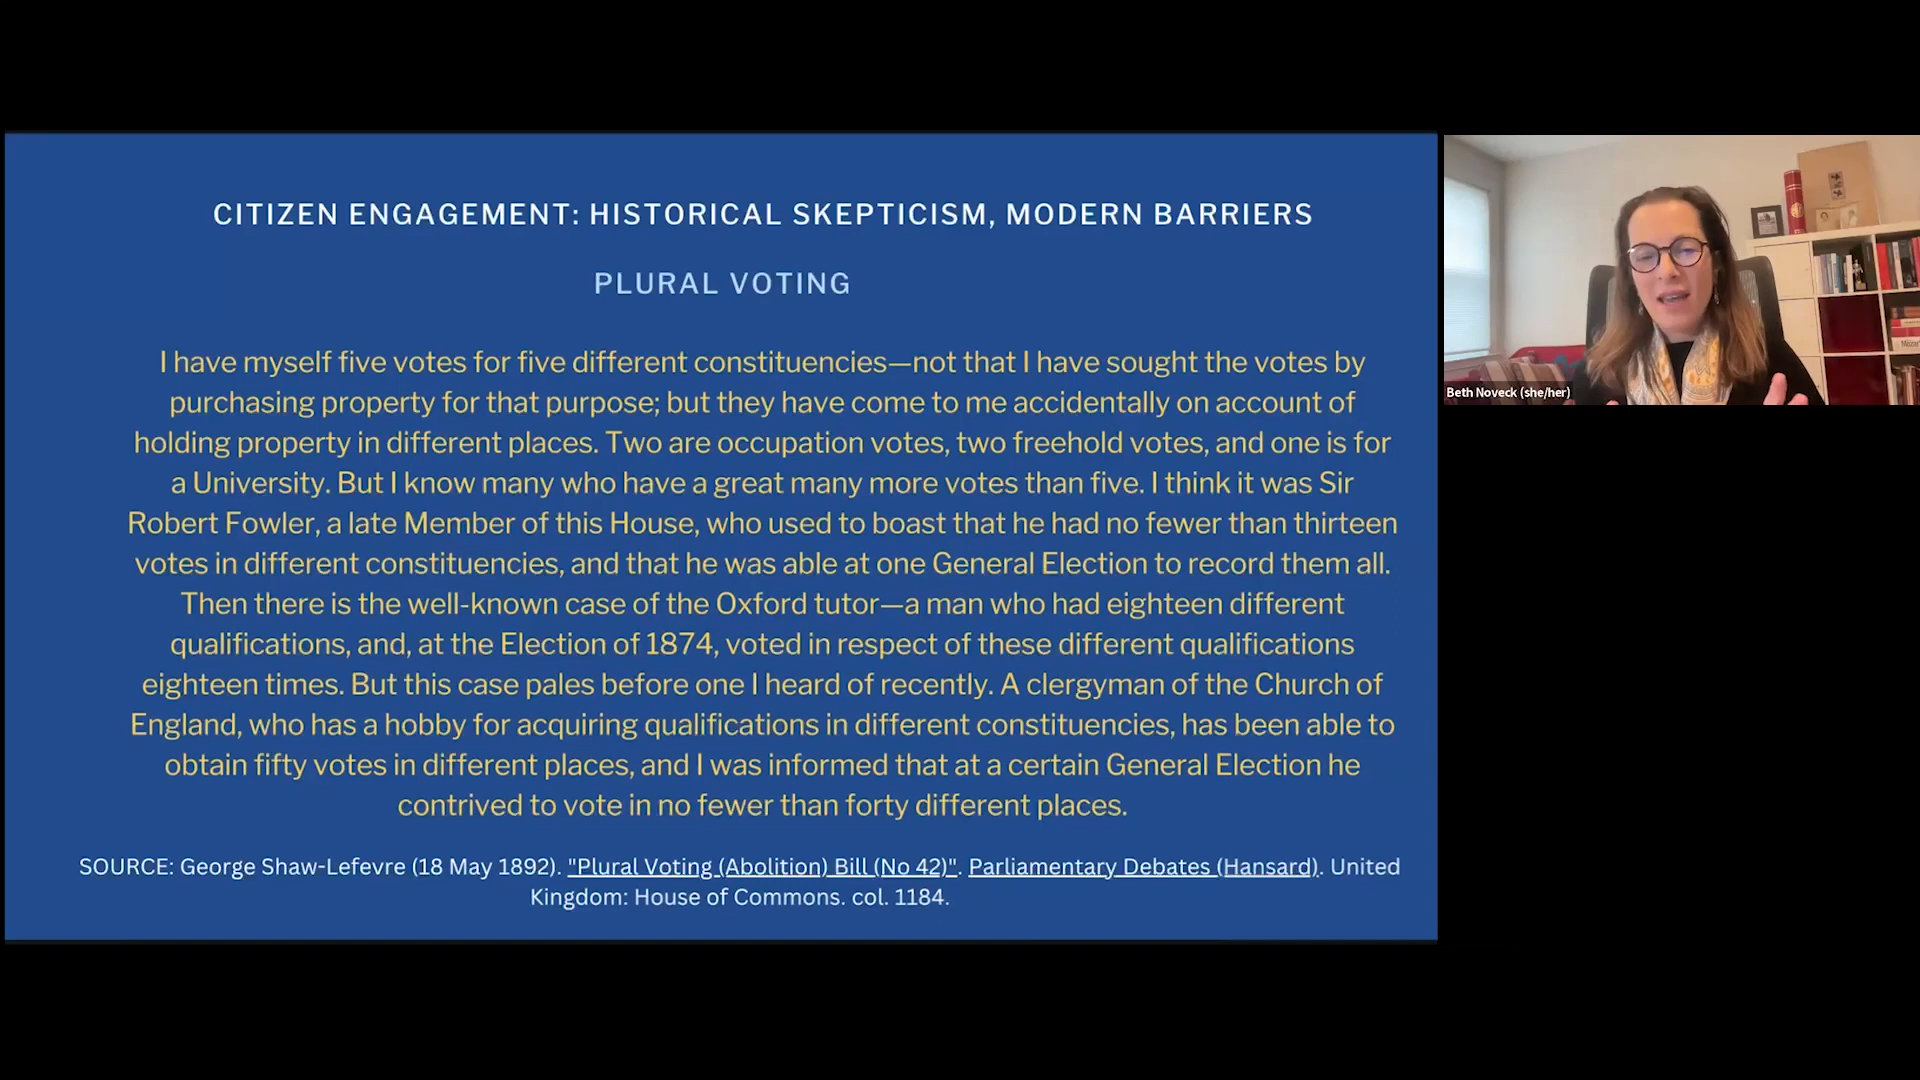 CITIZEN ENGAGEMENT: HISTORICAL SKEPTICISM, MODERN BARRIERS
PLURAL VOTING
I have myself five votes for five different constituencies—not that I have sought the votes by
purchasing property for that purpose; but they have come to me accidentally on account of
holding property in different places. Two are occupation votes, two freehold votes, and one is for
a University. But I know many who have a great many more votes than five. I think it was Sir
Robert Fowler, a late Member of this House, who used to boast that he had no fewer than thirteen
votes in different constituencies, and that he was able at one General Election to record them all.
Then there is the well-known case of the Oxford tutor—a man who had eighteen different
qualifications, and, at the Election of 1874, voted in respect of these different qualifications
eighteen times. But this case pales before one I heard of recently. A clergyman of the Church of
England, who has a hobby for acquiring qualifications in different constituencies, has been able to
obtain fifty votes in different places, and I was informed that at a certain General Election he
contrived to vote in no fewer than forty different places.
SOURCE: George Shaw-Lefevre (18 May 1892). "Plural Voting (Abolition) Bill (No 42)". Parliamentary Debates (Hansard). United
Kingdom: House of Commons. col. 1184.
Beth Noveck (she/her)